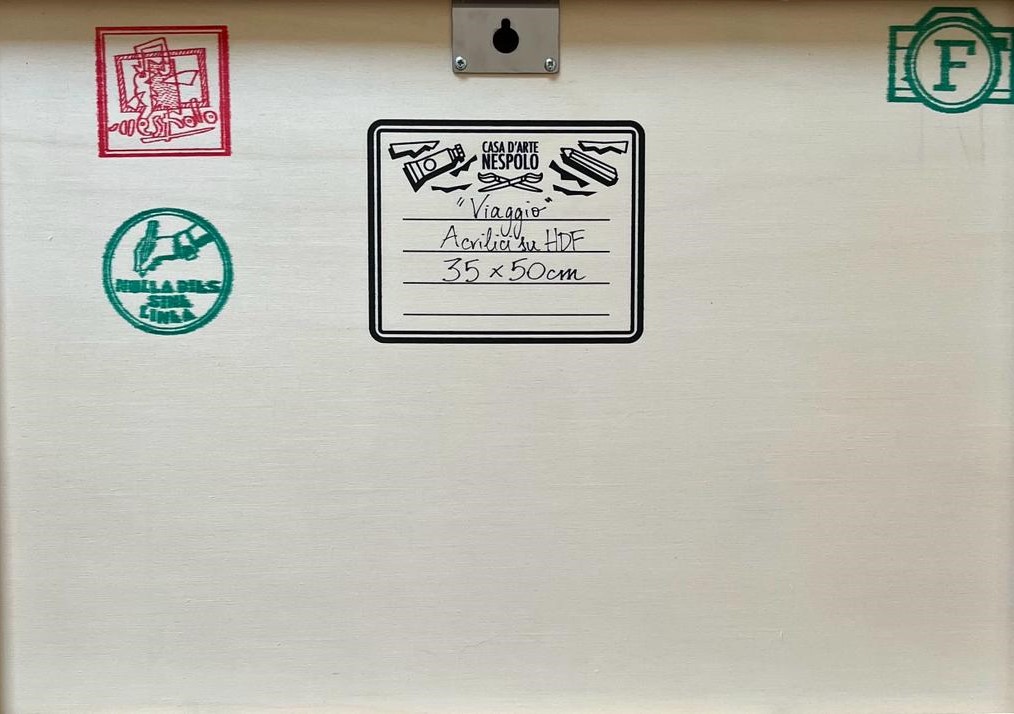 Nespolo
F
CASA D'ARTE
NESPOLO
"Viaggio"
Acrilici su HDF
35 x 50cm
NULLA DIES
SINE
LINEA